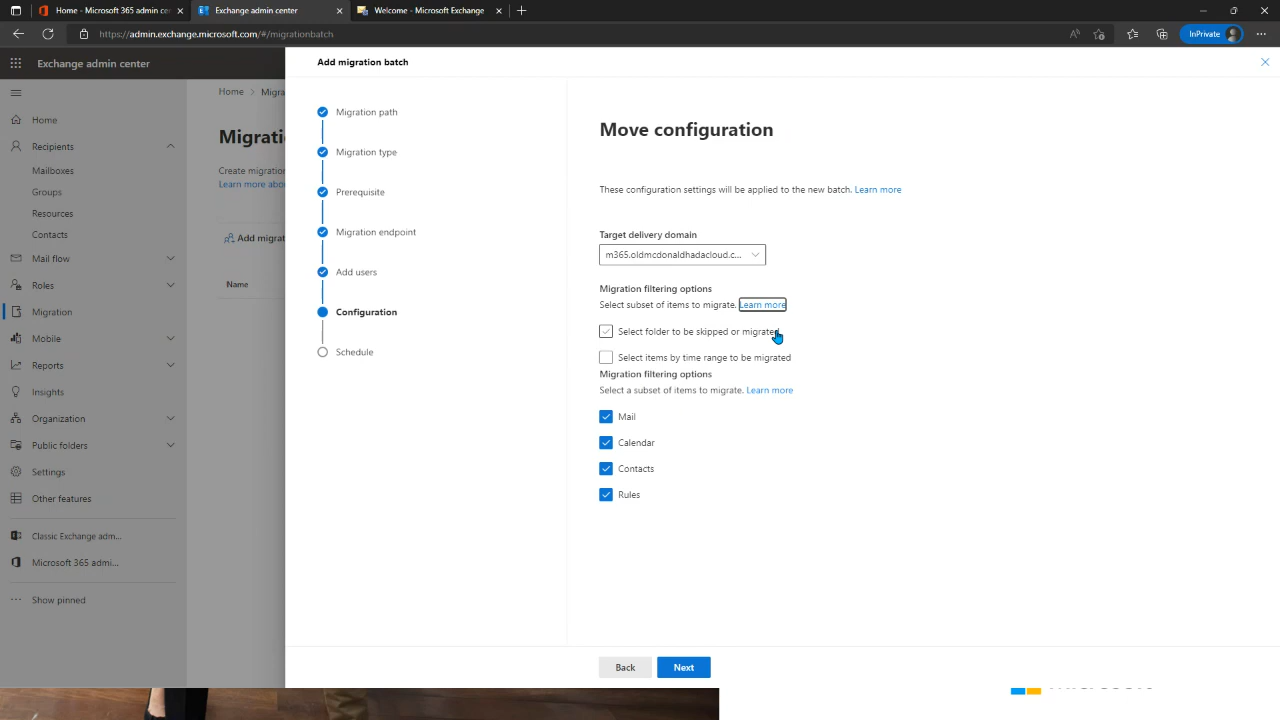 Home - Microsoft 365 admin cen
Exchange admin center
Welcome - Microsoft Exchange
https://admin.exchange.microsoft.com/#/migrationbatch
InPrivate
Exchange admin center
Add migration batch
Home
Recipients
Mailboxes
Groups
Resources
Contacts
Mail flow
Roles
Migration
Mobile
Reports
Insights
Organization
Public folders
Settings
Other features
Classic Exchange adm...
Microsoft 365 admi...
Show pinned
Home > Migra
Migrati
Create migration
Learn more abo
Add migrat
Name
Migration path
Migration type
Prerequisite
Migration endpoint
Add users
Configuration
Schedule
Move configuration
These configuration settings will be applied to the new batch. Learn more
Target delivery domain
m365.oldmcdonaldhadacloud.c...
Migration filtering options
Select subset of items to migrate. Learn more
Select folder to be skipped or migrated
Select items by time range to be migrated
Migration filtering options
Select a subset of items to migrate. Learn more
Mail
Calendar
Contacts
Rules
Back
Next